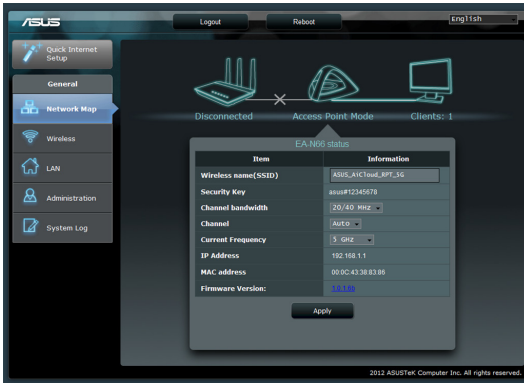 ASUS
Logout
Reboot
English
Quick Internet
Setup
General
Network Map
Wireless
LAN
Administration
System Log
Disconnected
Access Point Mode
Clients: 1
EA-N66 status
Item Information
Wireless name(SSID) ASUS_AiCloud_RPT_5G
Security Key asus#12345678
Channel bandwidth 20/40 MHz
Channel Auto
Current Frequency 5 GHz
IP Address 192.168.1.1
MAC address 00:0C:43:38:83:86
Firmware Version: 1.0.1.6b
Apply
2012 ASUSTeK Computer Inc. All rights reserved.